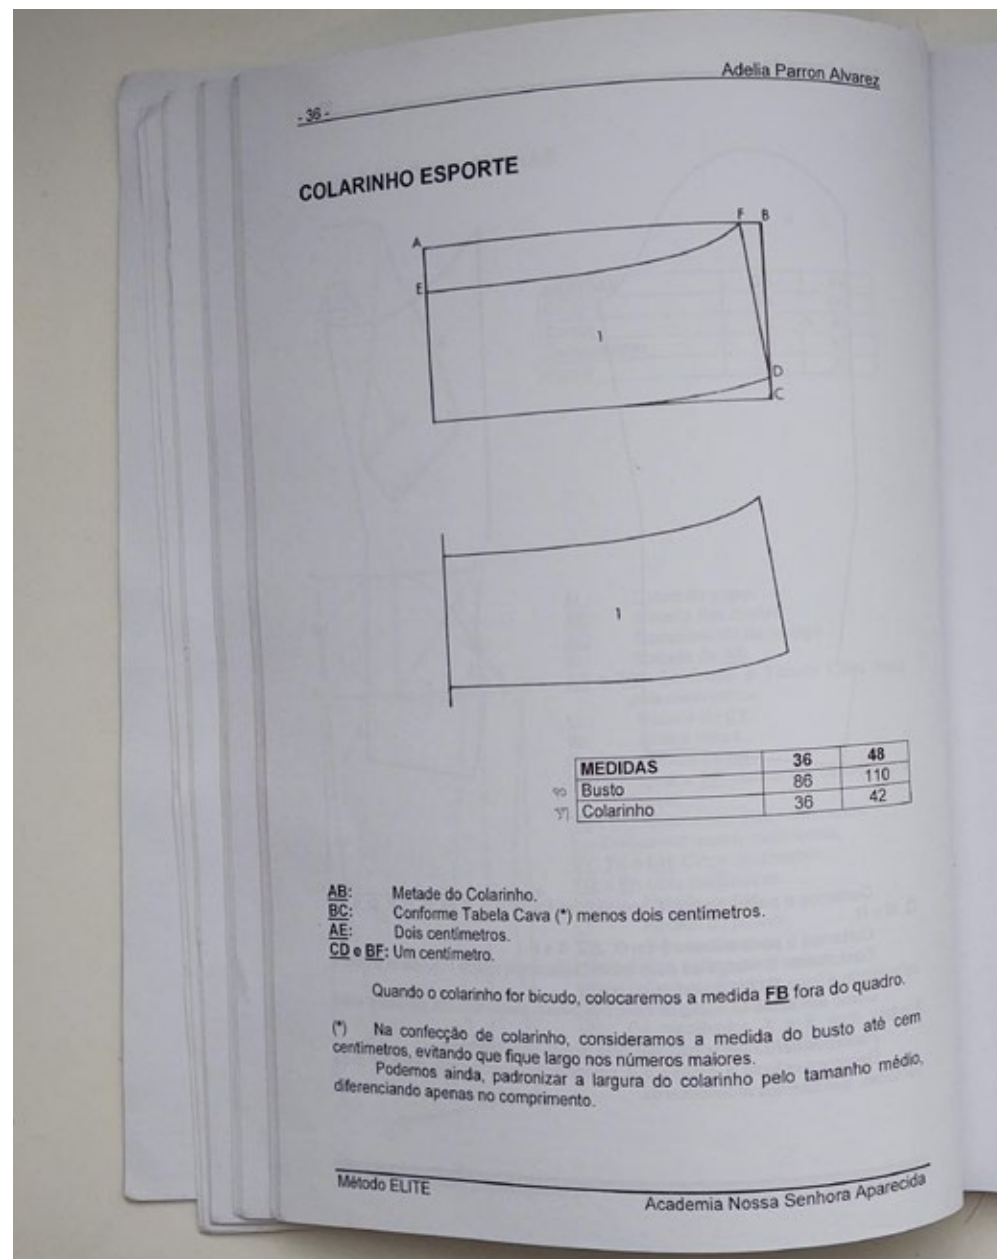 Adelia Parron Alvarez
- 36 -
COLARINHO ESPORTE
F B
A
E
1
D
C
1
MEDIDAS 36 48
Busto 86 110
Colarinho 36 42
AB: Metade do Colarinho.
BC: Conforme Tabela Cava (*) menos dois centímetros.
AE: Dois centímetros.
CD e BF: Um centímetro.
Quando o colarinho for bicudo, colocaremos a medida FB fora do quadro.
(*) Na confecção de colarinho, consideramos a medida do busto até cem
centímetros, evitando que fique largo nos números maiores.
Podemos ainda, padronizar a largura do colarinho pelo tamanho médio,
diferenciando apenas no comprimento.
Método ELITE
Academia Nossa Senhora Aparecida